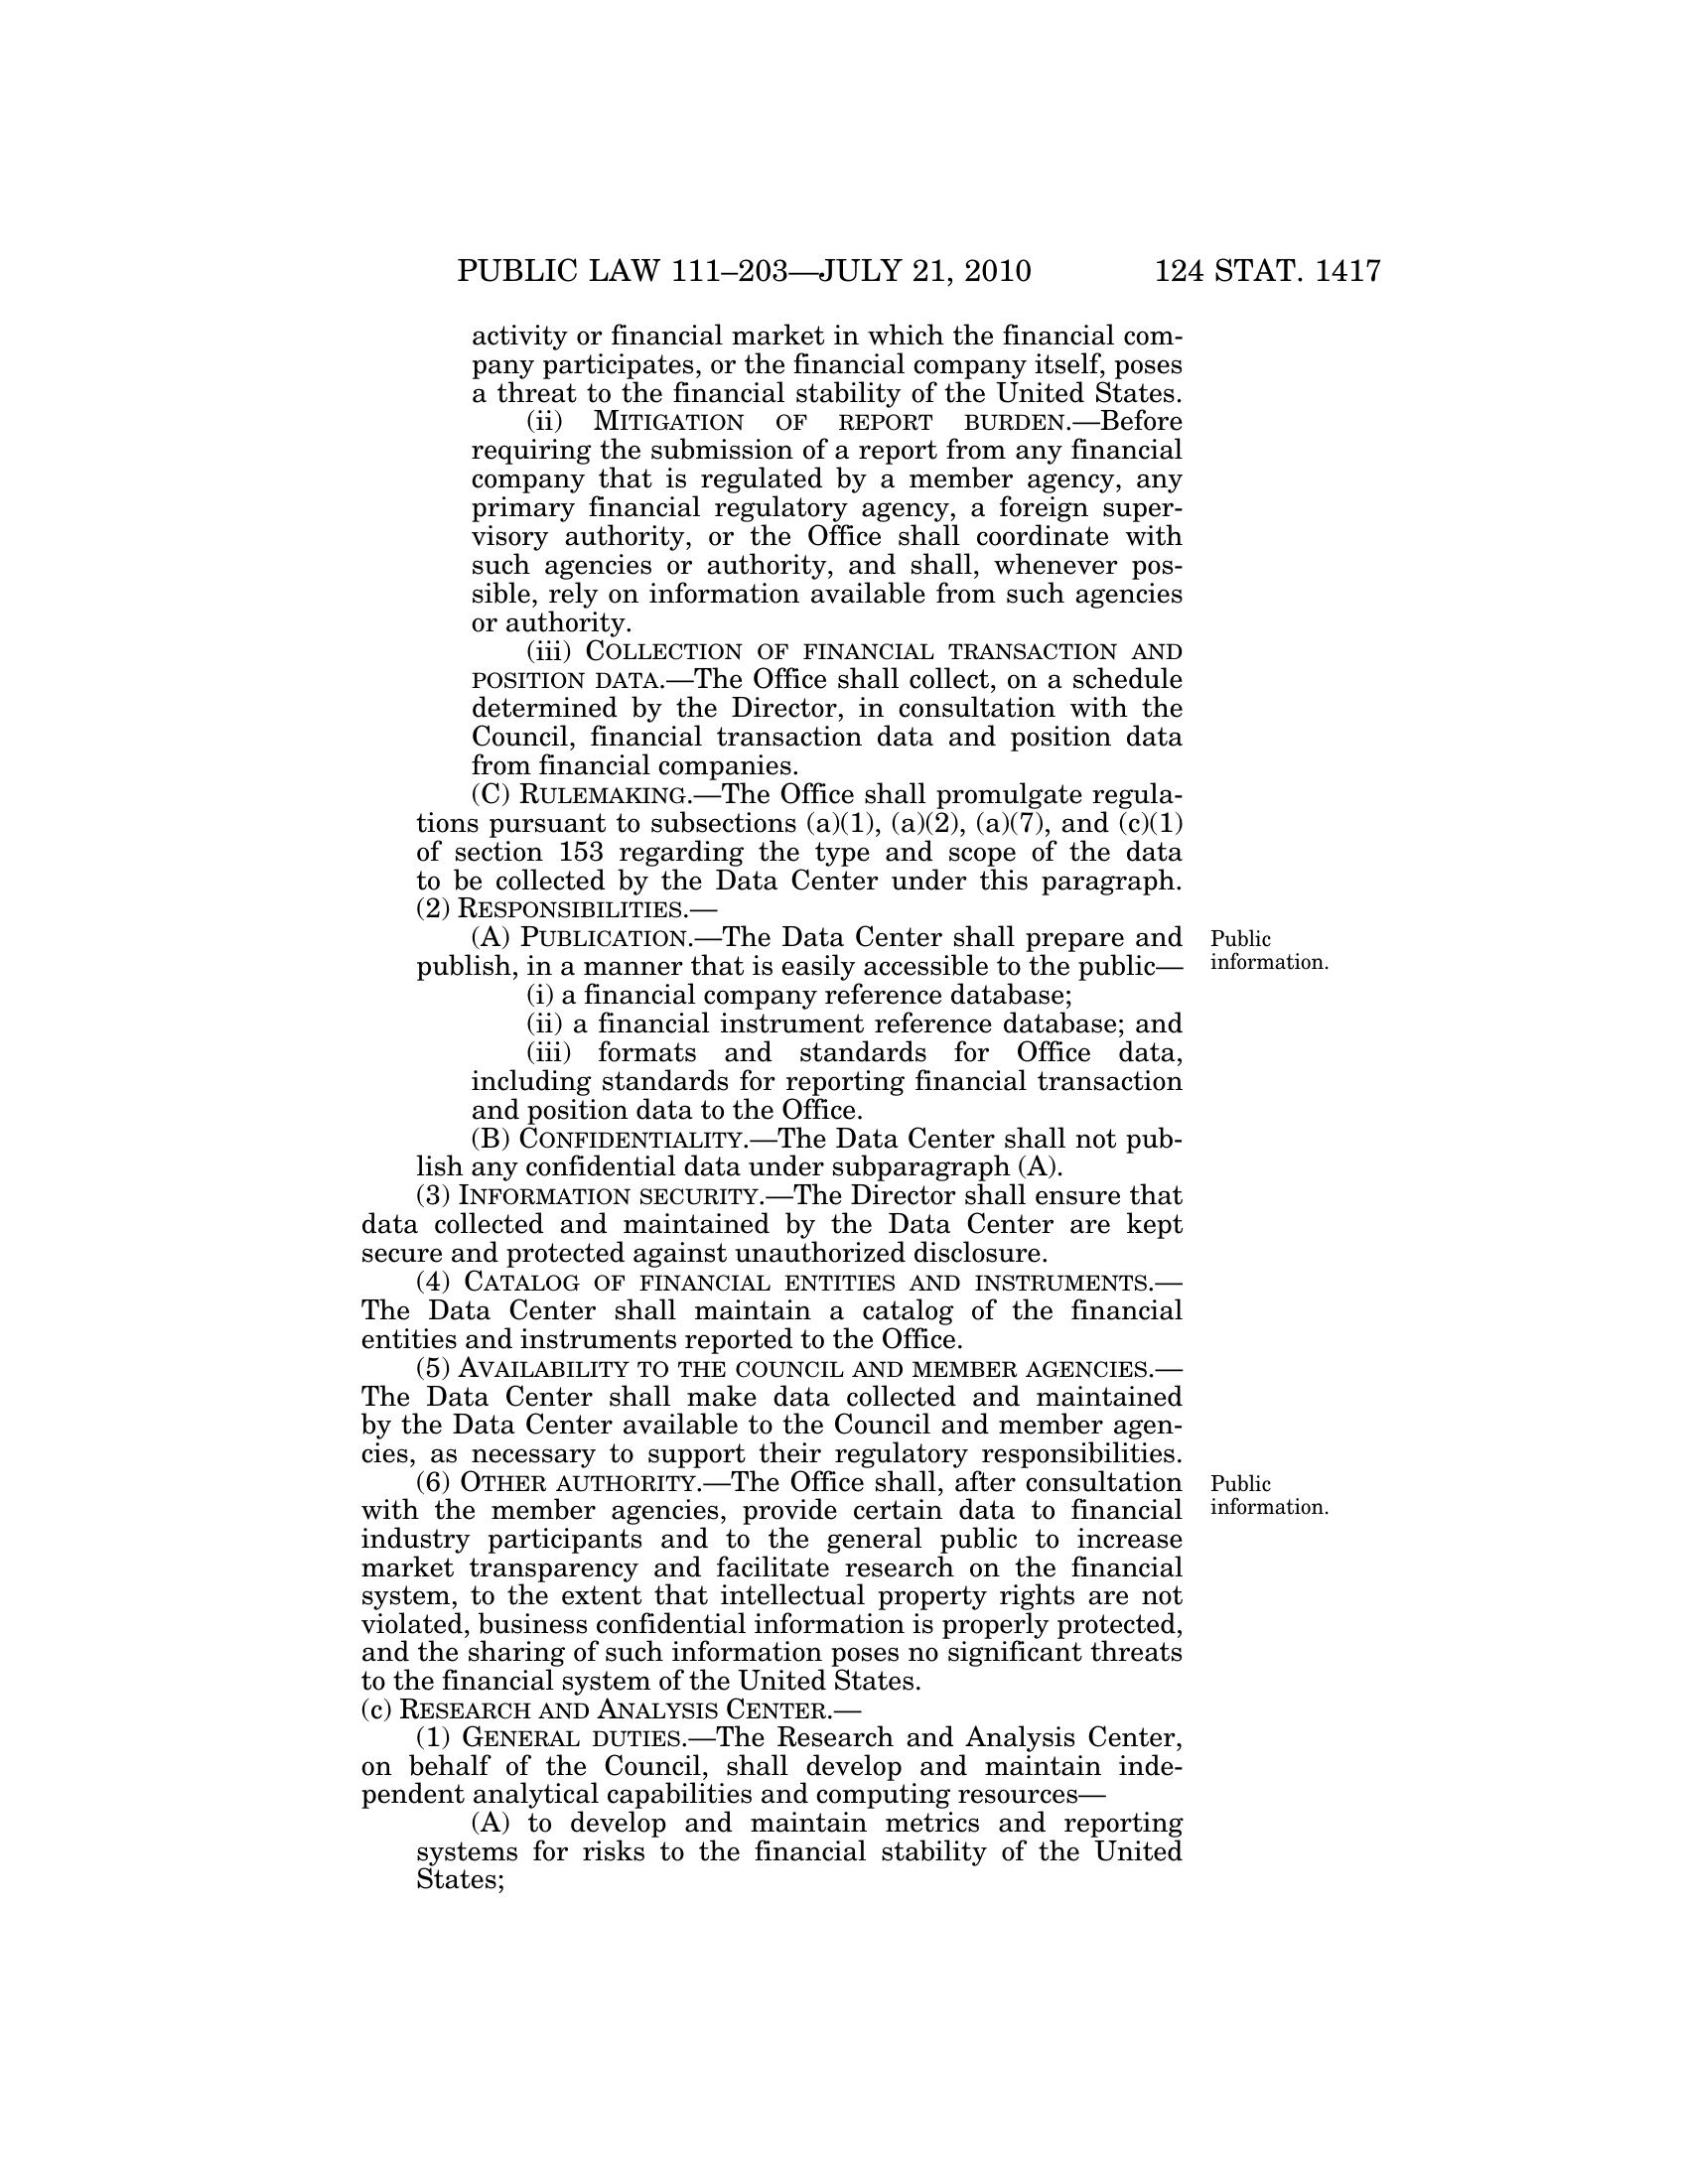 PUBLIC LAW 111–203—JULY 21, 2010 124 STAT. 1417
activity or financial market in which the financial com-
pany participates, or the financial company itself, poses
a threat to the financial stability of the United States.
(ii) MITIGATION OF REPORT BURDEN.—Before
requiring the submission of a report from any financial
company that is regulated by a member agency, any
primary financial regulatory agency, a foreign super-
visory authority, or the Office shall coordinate with
such agencies or authority, and shall, whenever pos-
sible, rely on information available from such agencies
or authority.
(iii) COLLECTION OF FINANCIAL TRANSACTION AND
POSITION DATA.—The Office shall collect, on a schedule
determined by the Director, in consultation with the
Council, financial transaction data and position data
from financial companies.
(C) RULEMAKING.—The Office shall promulgate regula-
tions pursuant to subsections (a)(1), (a)(2), (a)(7), and (c)(1)
of section 153 regarding the type and scope of the data
to be collected by the Data Center under this paragraph.
(2) RESPONSIBILITIES.—
(A) PUBLICATION.—The Data Center shall prepare and
publish, in a manner that is easily accessible to the public—
Public
information.
(i) a financial company reference database;
(ii) a financial instrument reference database; and
(iii) formats and standards for Office data,
including standards for reporting financial transaction
and position data to the Office.
(B) CONFIDENTIALITY.—The Data Center shall not pub-
lish any confidential data under subparagraph (A).
(3) INFORMATION SECURITY.—The Director shall ensure that
data collected and maintained by the Data Center are kept
secure and protected against unauthorized disclosure.
(4) CATALOG OF FINANCIAL ENTITIES AND INSTRUMENTS.—
The Data Center shall maintain a catalog of the financial
entities and instruments reported to the Office.
(5) AVAILABILITY TO THE COUNCIL AND MEMBER AGENCIES.—
The Data Center shall make data collected and maintained
by the Data Center available to the Council and member agen-
cies, as necessary to support their regulatory responsibilities.
(6) OTHER AUTHORITY.—The Office shall, after consultation
with the member agencies, provide certain data to financial
industry participants and to the general public to increase
market transparency and facilitate research on the financial
system, to the extent that intellectual property rights are not
violated, business confidential information is properly protected,
and the sharing of such information poses no significant threats
to the financial system of the United States.
Public
information.
(c) RESEARCH AND ANALYSIS CENTER.—
(1) GENERAL DUTIES.—The Research and Analysis Center,
on behalf of the Council, shall develop and maintain inde-
pendent analytical capabilities and computing resources—
(A) to develop and maintain metrics and reporting
systems for risks to the financial stability of the United
States;